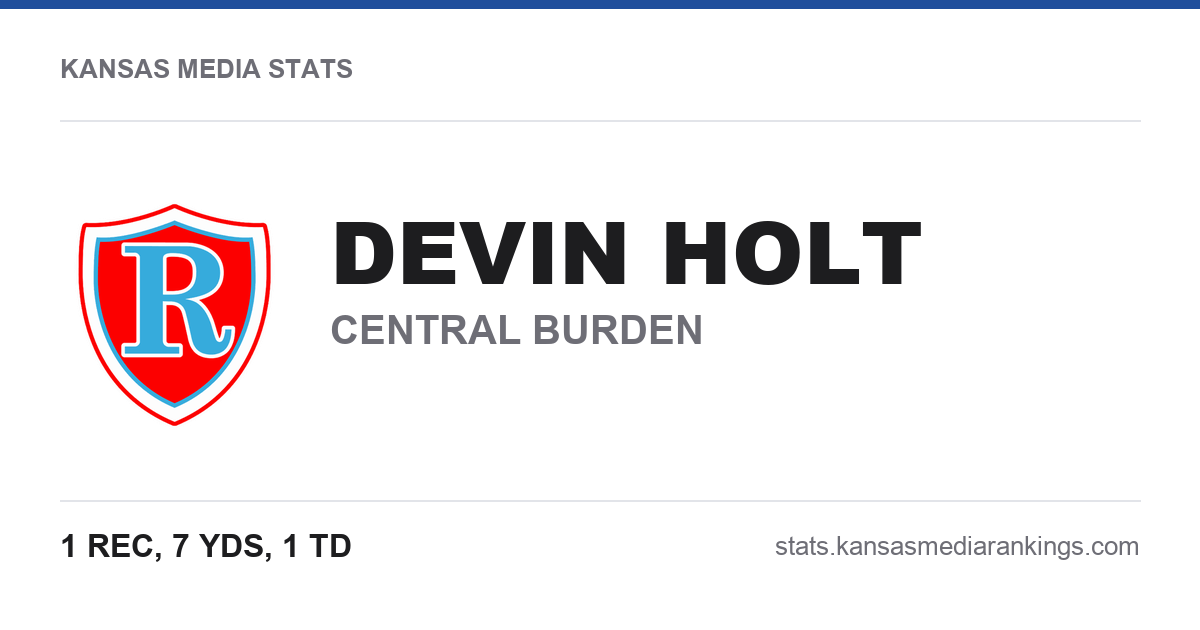 KANSAS MEDIA STATS
R
DEVIN HOLT
CENTRAL BURDEN
1 REC, 7 YDS, 1 TD
stats.kansasmediarankings.com